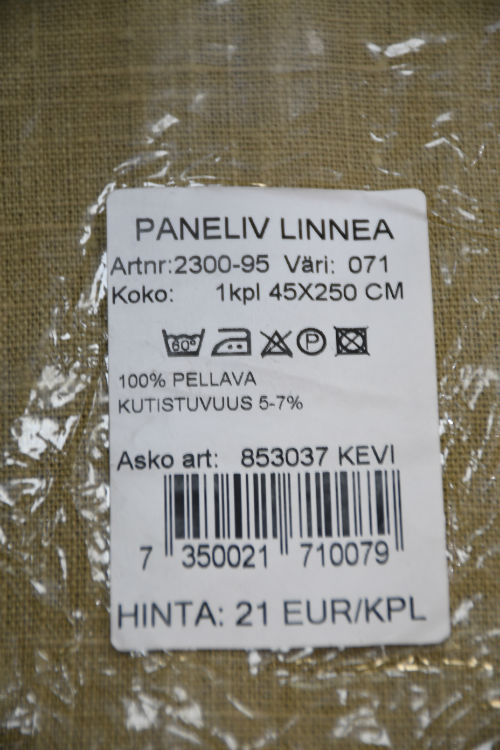 PANELIV LINNEA
Artnr:2300-95 Väri: 071
Koko: 1kpl 45X250 CM
60° P
100% PELLAVA
KUTISTUVUUS 5-7%
Asko art: 853037 KEVI
7 350021 710079
HINTA: 21 EUR/KPL